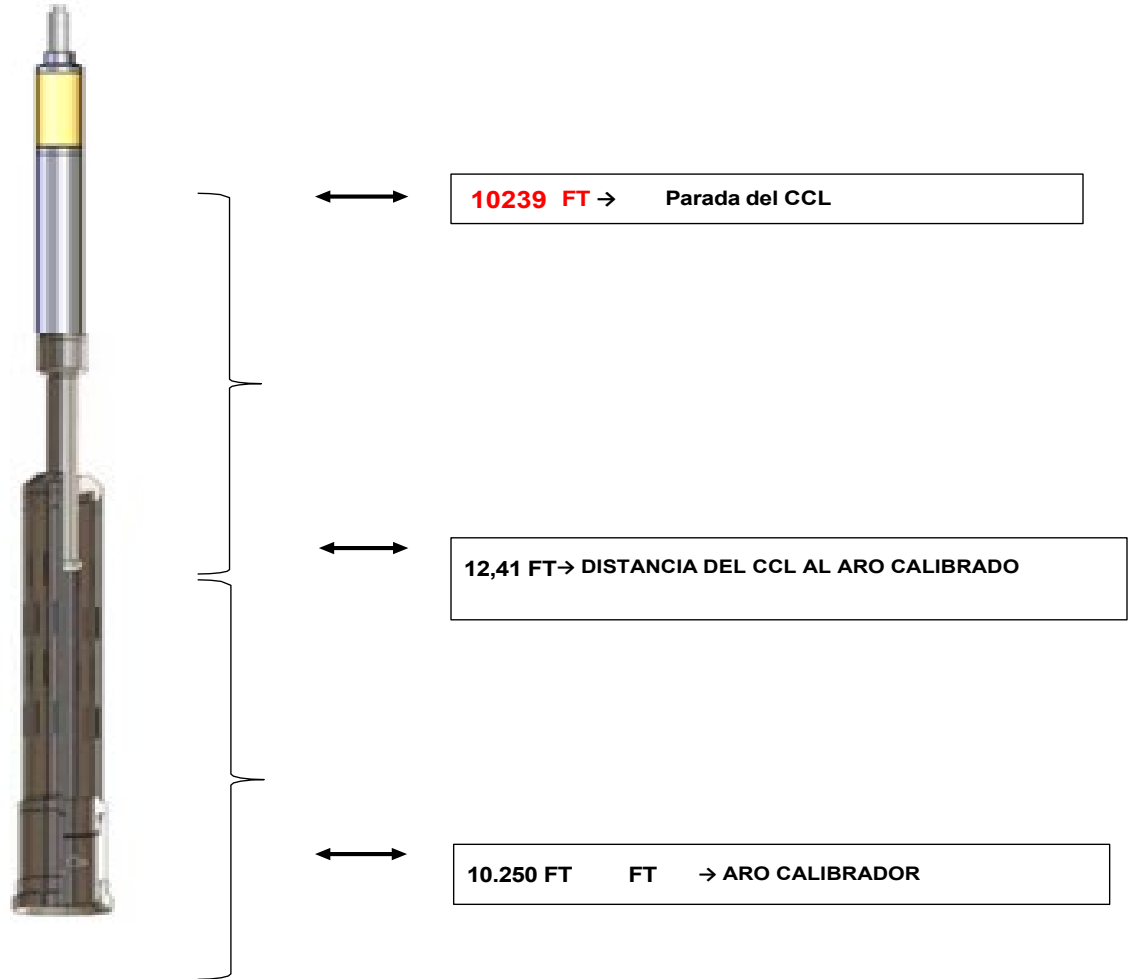 10239 FT → Parada del CCL
12,41 FT→ DISTANCIA DEL CCL AL ARO CALIBRADO
10.250 FT FT → ARO CALIBRADOR